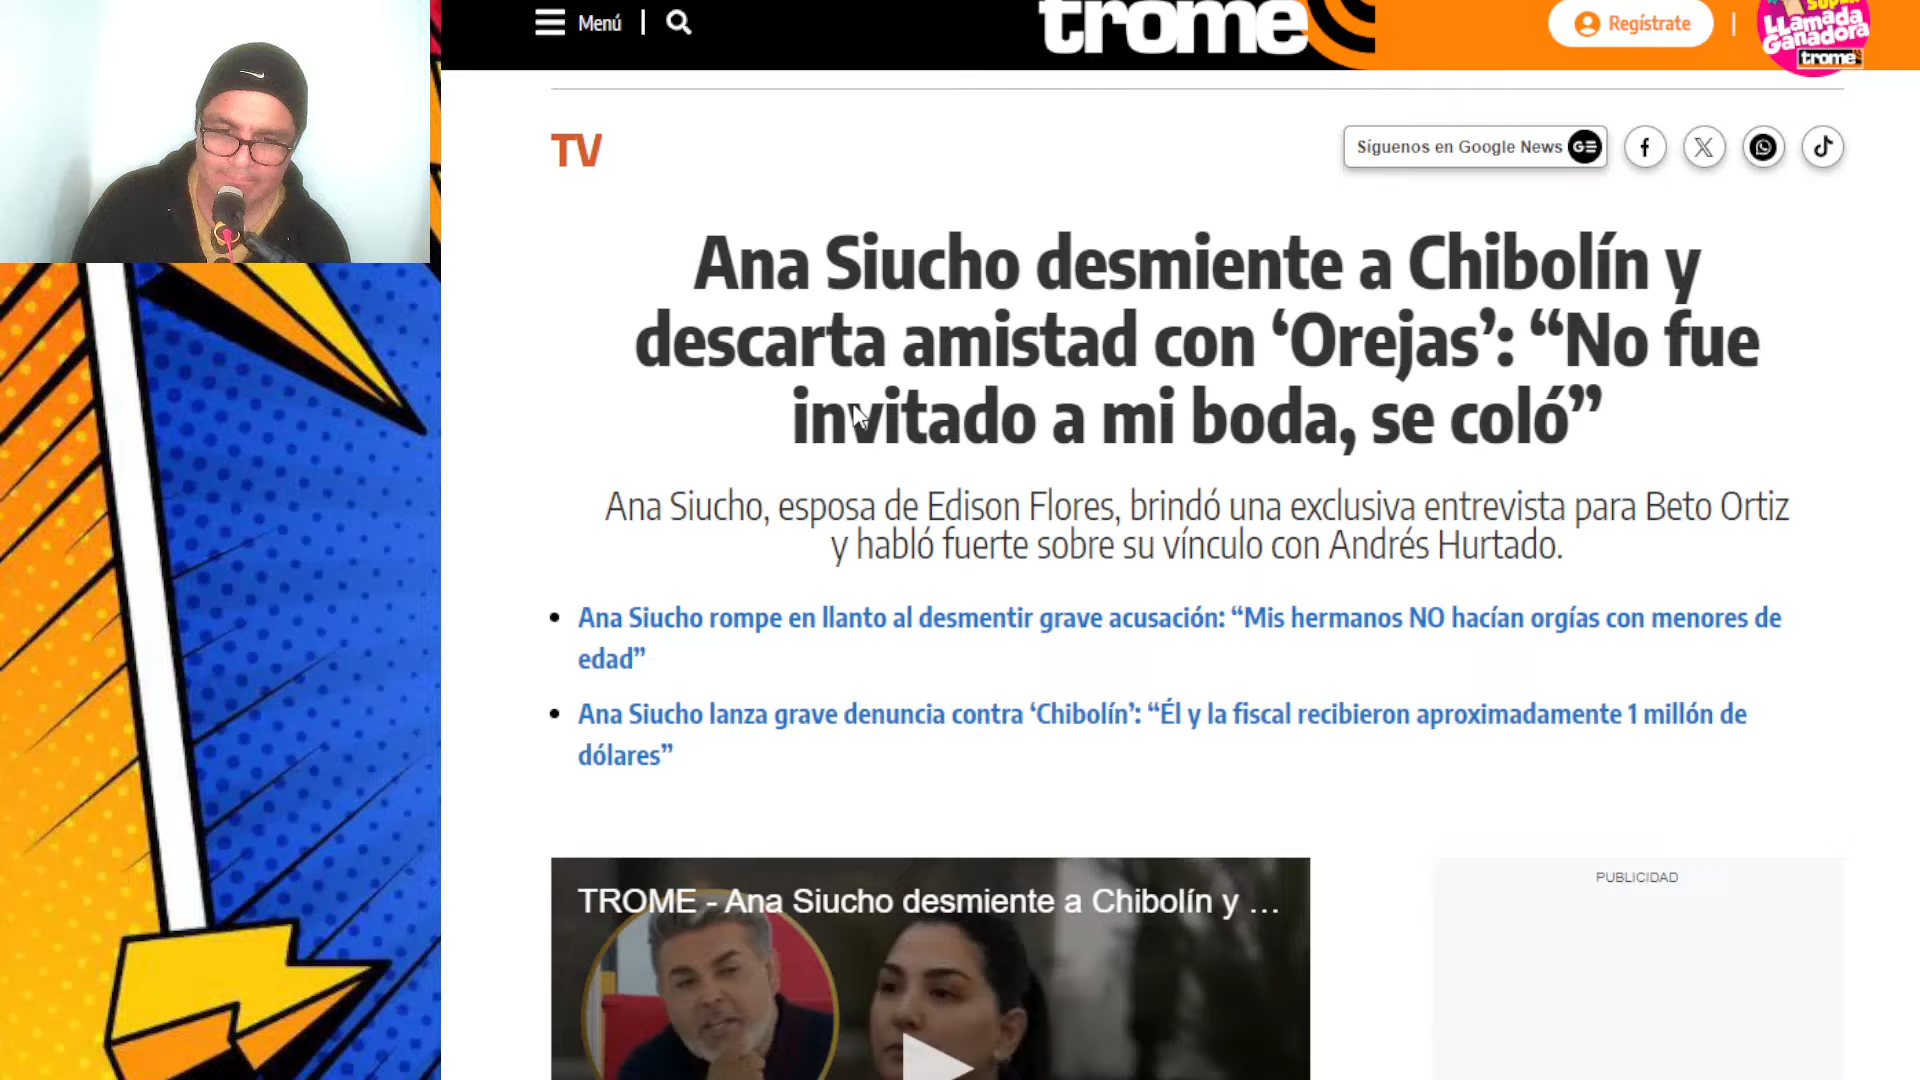 Menú
trome
Regístrate
SÚPER
LLamada
Ganadora
trome
TV
Síguenos en Google News
Ana Siucho desmiente a Chibolín y
descarta amistad con ‘Orejas’: “No fue
invitado a mi boda, se coló”
Ana Siucho, esposa de Edison Flores, brindó una exclusiva entrevista para Beto Ortiz
y habló fuerte sobre su vínculo con Andrés Hurtado.
Ana Siucho rompe en llanto al desmentir grave acusación: “Mis hermanos NO hacían orgías con menores de
edad”
Ana Siucho lanza grave denuncia contra ‘Chibolín’: “Él y la fiscal recibieron aproximadamente 1 millón de
dólares”
TROME - Ana Siucho desmiente a Chibolín y …
PUBLICIDAD